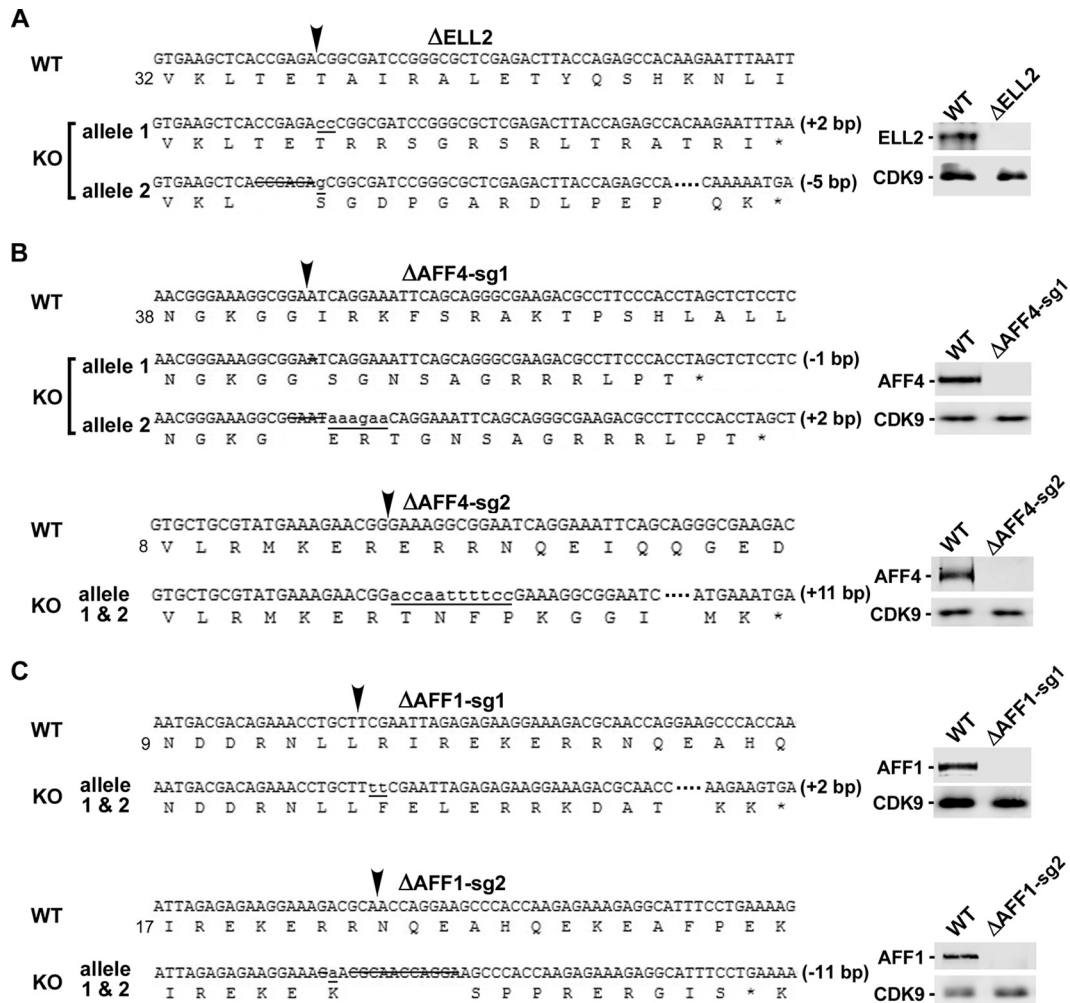 A
ΔELL2
WT
GTGAAGCTCACCGAGACGGCGATCCGGGCGCTCGAGACTTACCAGAGCCACAAGAATTTAATT
32 V K L T E T A I R A L E T Y Q S H K N L I
KO
allele 1
GTGAAGCTCACCGAGAccCGGCGATCCGGGCGCTCGAGACTTACCAGAGCCACAAGAATTTAA (+2 bp)
V K L T E T R R S G R S R L T R A T R I *
allele 2
GTGAAGCTCACCGAGAgCGGCGATCCGGGCGCTCGAGACTTACCAGAGCCA····CAAAAATGA (-5 bp)
V K L S G D P G A R D L P E P Q K *
WT ΔELL2
ELL2
CDK9
B
ΔAFF4-sg1
WT
AACGGGAAAGGCGGAATCAGGAAATTCAGCAGGGCGAAGACGCCTTCCCACCTAGCTCTCCTC
38 N G K G G I R K F S R A K T P S H L A L L
KO
allele 1
AACGGGAAAGGCGGAATCAGGAAATTCAGCAGGGCGAAGACGCCTTCCCACCTAGCTCTCCTC (-1 bp)
N G K G G S G N S A G R R R L P T *
allele 2
AACGGGAAAGGCGGAATaaagaaCAGGAAATTCAGCAGGGCGAAGACGCCTTCCCACCTAGCT (+2 bp)
N G K G E R T G N S A G R R R L P T *
WT ΔAFF4-sg1
AFF4
CDK9
ΔAFF4-sg2
WT
GTGCTGCGTATGAAAGAACGGGAAAGGCGGAATCAGGAAATTCAGCAGGGCGAAGAC
8 V L R M K E R E R R N Q E I Q Q G E D
KO
allele 1 & 2
GTGCTGCGTATGAAAGAACGGaccaattttccGAAAGGCGGAATC····ATGAAATGA (+11 bp)
V L R M K E R T N F P K G G I M K *
WT ΔAFF4-sg2
AFF4
CDK9
C
ΔAFF1-sg1
WT
AATGACGACAGAAACCTGCTTCGAATTAGAGAGAAGGAAAGACGCAACCAGGAAGCCCACCAA
9 N D D R N L L R I R E K E R R N Q E A H Q
KO
allele 1 & 2
AATGACGACAGAAACCTGCTTttCGAATTAGAGAGAAGGAAAGACGCAACC····AAGAAGTGA (+2 bp)
N D D R N L L F E L E R R K D A T K K *
WT ΔAFF1-sg1
AFF1
CDK9
ΔAFF1-sg2
WT
ATTAGAGAGAAGGAAAGACGCAACCAGGAAGCCCACCAAGAGAAAGAGGCATTTCCTGAAAAG
17 I R E K E R R N Q E A H Q E K E A F P E K
KO
allele 1 & 2
ATTAGAGAGAAGGAAAGaACGCAACCAGGAAGCCCACCAAGAGAAAGAGGCATTTCCTGAAAA (-11 bp)
I R E K E K S P P R E R G I S * K
WT ΔAFF1-sg2
AFF1
CDK9